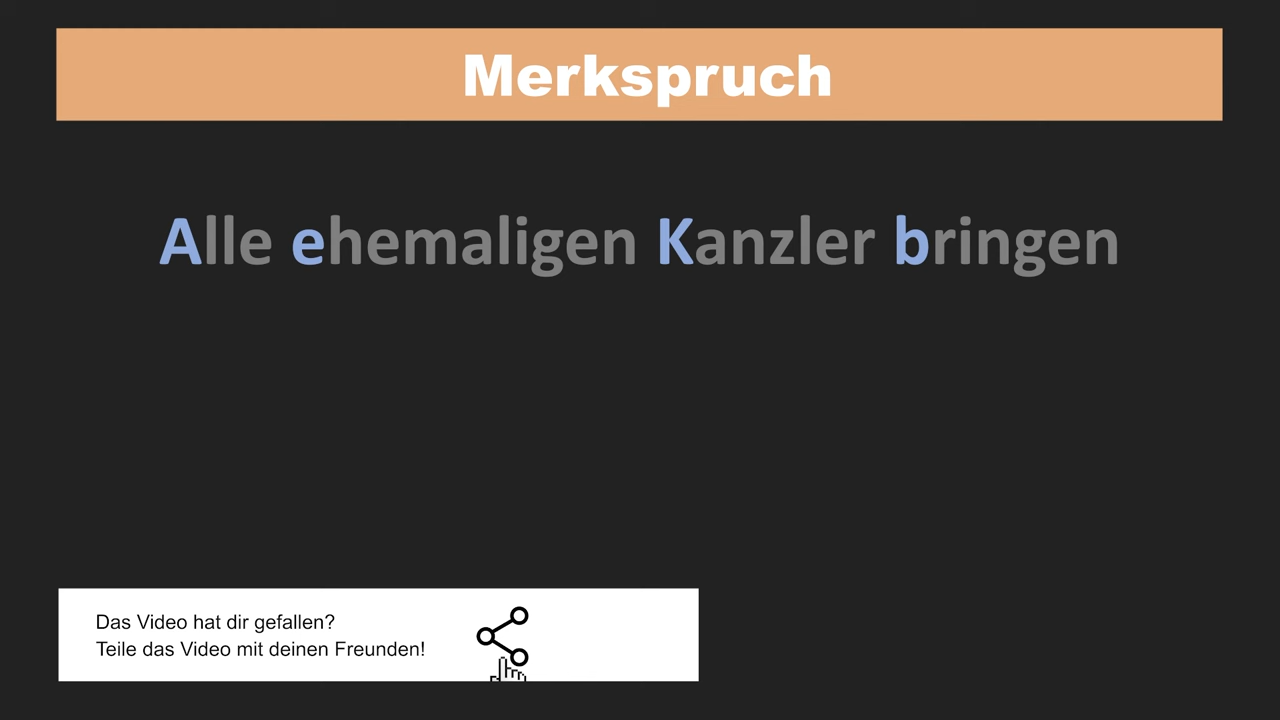 Merkspruch
Alle ehemaligen Kanzler bringen
Das Video hat dir gefallen?
Teile das Video mit deinen Freunden!